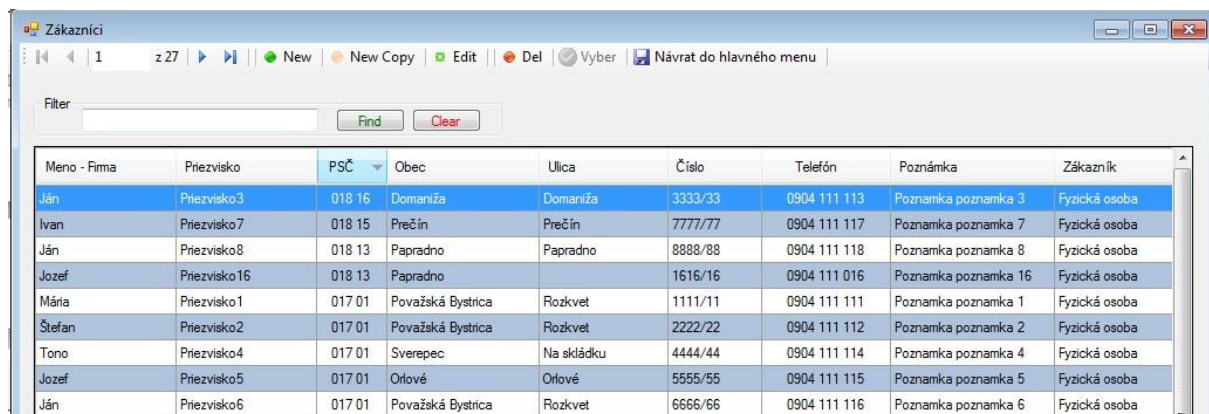 Zákazníci
1 z 27 New New Copy Edit Del Vyber Návrat do hlavného menu
Filter
Find Clear
Meno - Firma Priezvisko PSČ Obec Ulica Číslo Telefón Poznámka Zákazník
Ján Priezvisko3 018 16 Domaniža Domaniža 3333/33 0904 111 113 Poznamka poznamka 3 Fyzická osoba
Ivan Priezvisko7 018 15 Prečín Prečín 7777/77 0904 111 117 Poznamka poznamka 7 Fyzická osoba
Ján Priezvisko8 018 13 Papradno Papradno 8888/88 0904 111 118 Poznamka poznamka 8 Fyzická osoba
Jozef Priezvisko16 018 13 Papradno 1616/16 0904 111 016 Poznamka poznamka 16 Fyzická osoba
Mária Priezvisko1 017 01 Považská Bystrica Rozkvet 1111/11 0904 111 111 Poznamka poznamka 1 Fyzická osoba
Štefan Priezvisko2 017 01 Považská Bystrica Rozkvet 2222/22 0904 111 112 Poznamka poznamka 2 Fyzická osoba
Tono Priezvisko4 017 01 Sverepec Na skládku 4444/44 0904 111 114 Poznamka poznamka 4 Fyzická osoba
Jozef Priezvisko5 017 01 Orlové Orlové 5555/55 0904 111 115 Poznamka poznamka 5 Fyzická osoba
Ján Priezvisko6 017 01 Považská Bystrica Rozkvet 6666/66 0904 111 116 Poznamka poznamka 6 Fyzická osoba